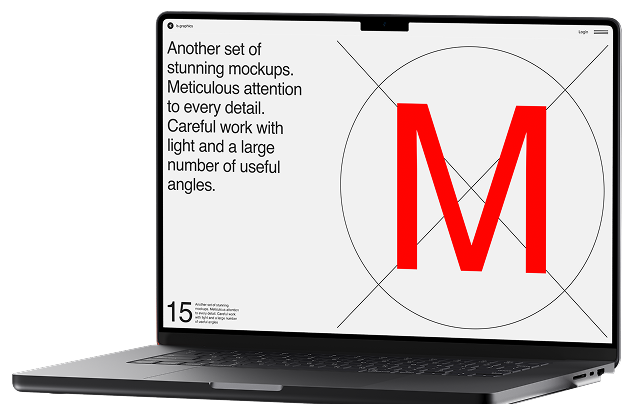 ls.graphics
Login
Another set of
stunning mockups.
Meticulous attention
to every detail.
Careful work with
light and a large
number of useful
angles.
M
15
Another set of stunning
mockups. Meticulous attention
to every detail. Careful work
with light and a large number
of useful angles